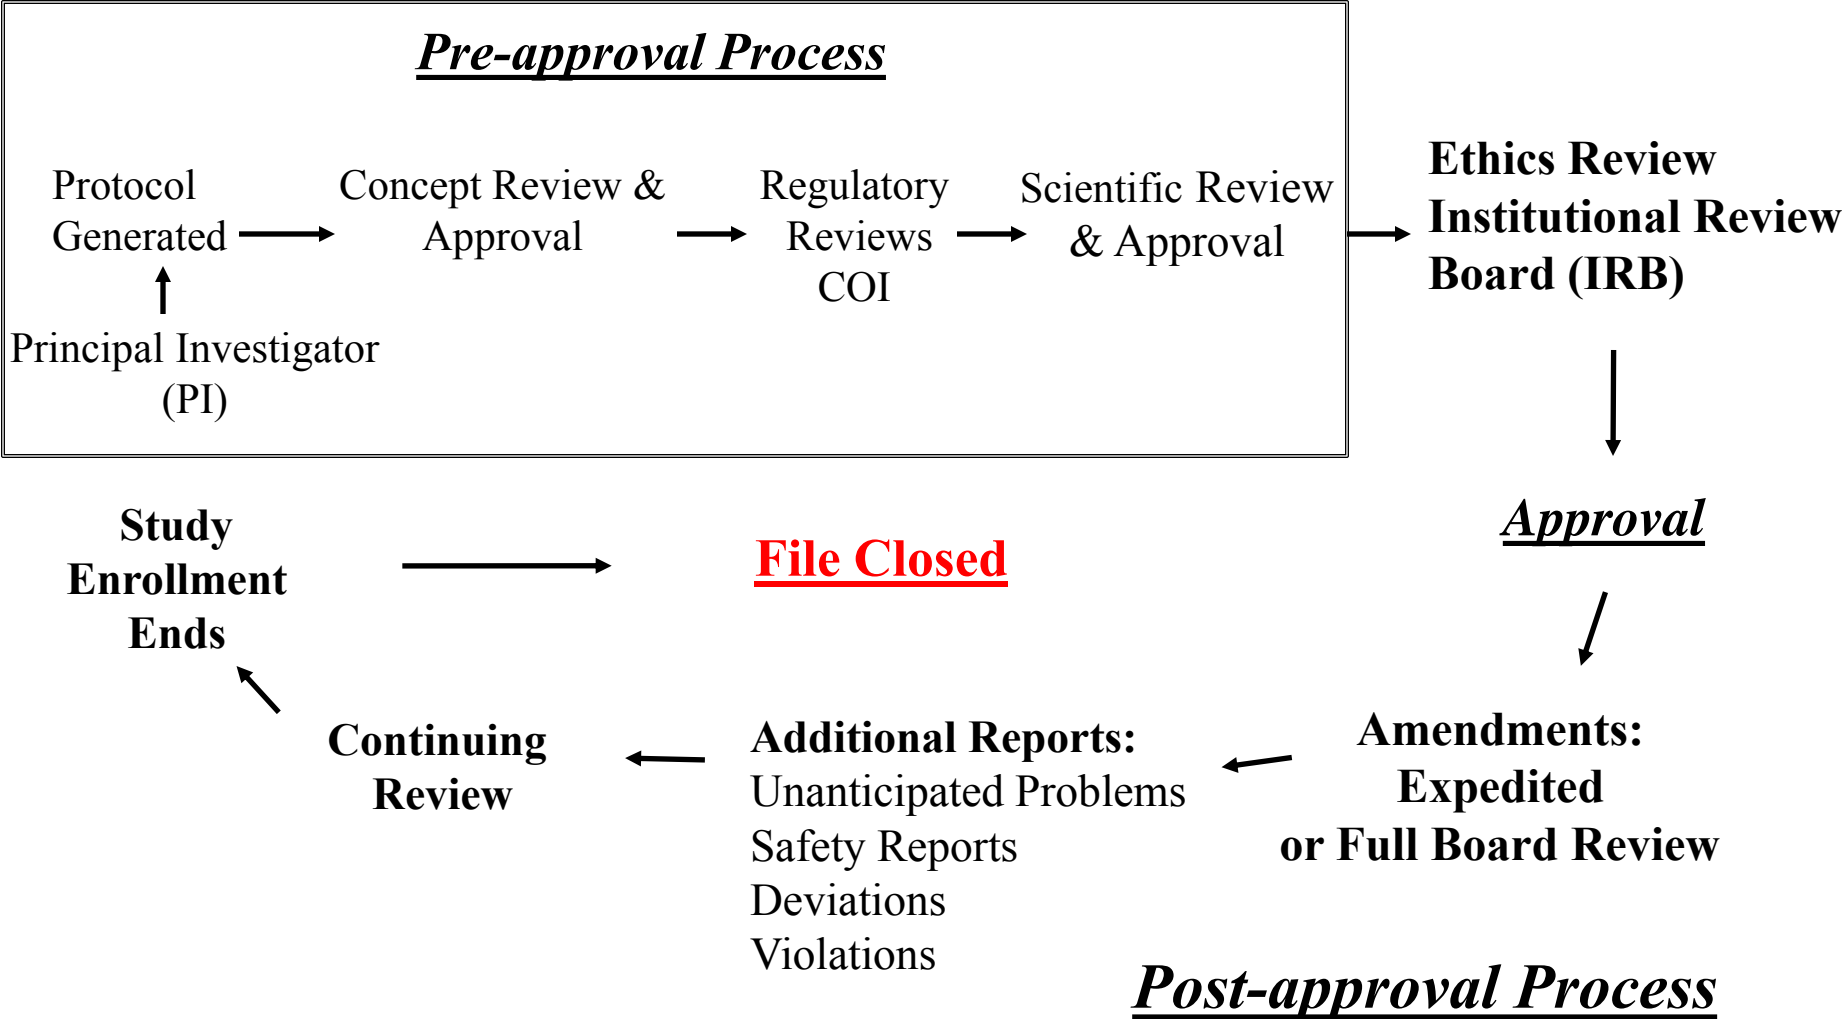 Pre-approval Process
Protocol
Generated
Concept Review &
Approval
Regulatory
Reviews
COI
Scientific Review
& Approval
Principal Investigator
(PI)
Ethics Review
Institutional Review
Board (IRB)
Approval
Amendments:
Expedited
or Full Board Review
Additional Reports:
Unanticipated Problems
Safety Reports
Deviations
Violations
Continuing
Review
Study
Enrollment
Ends
File Closed
Post-approval Process